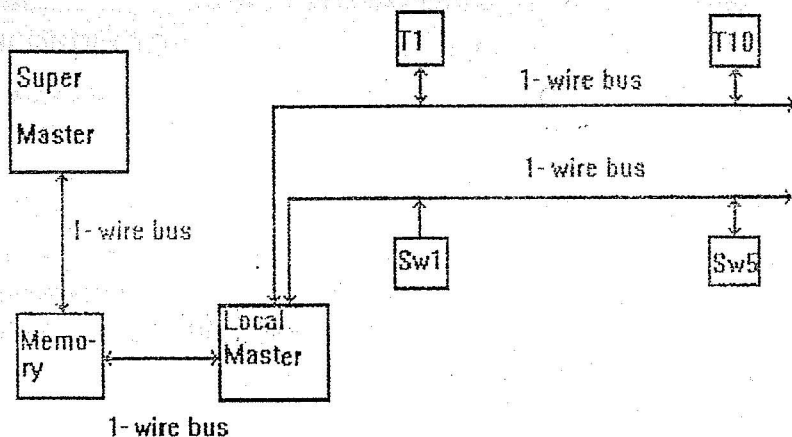 T1
T10
Super
Master
1- wire bus
1- wire bus
1- wire bus
Sw1
Sw5
Local
Master
Memo-
ry
1- wire bus